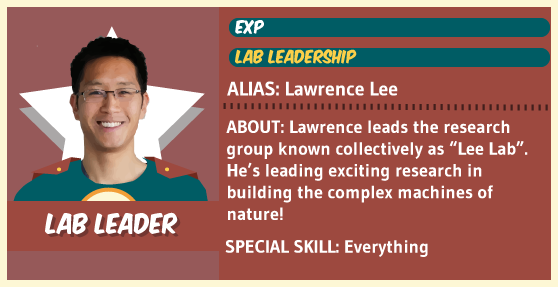 EXP
LAB LEADERSHIP
ALIAS: Lawrence Lee
ABOUT: Lawrence leads the research
group known collectively as “Lee Lab”.
He’s leading exciting research in
building the complex machines of
nature!
SPECIAL SKILL: Everything
LAB LEADER